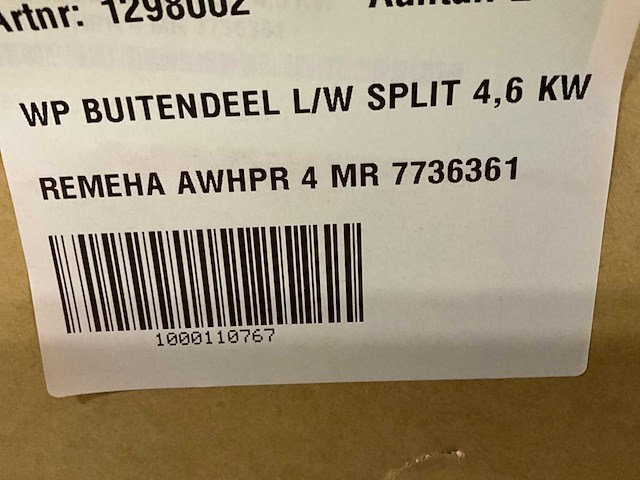 Artnr: 1298002
WP BUITENDEEL L/W SPLIT 4,6 KW
REMEHA AWHPR 4 MR 7736361
1000110767